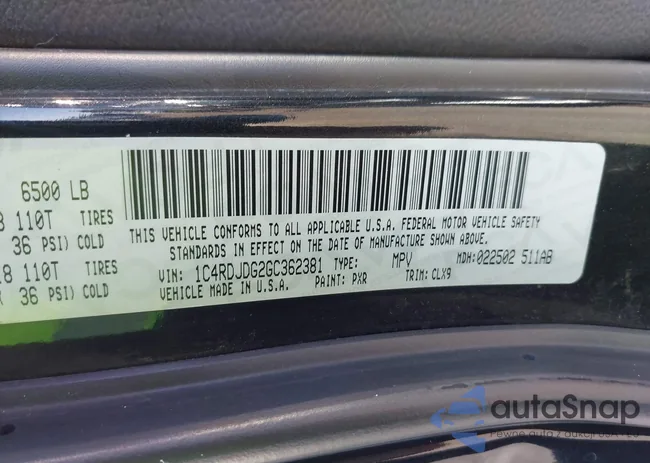 6500 LB
110T TIRES
36 PSI) COLD
110T TIRES
36 PSI) COLD
THIS VEHICLE CONFORMS TO ALL APPLICABLE U.S.A. FEDERAL MOTOR VEHICLE SAFETY
STANDARDS IN EFFECT ON THE DATE OF MANUFACTURE SHOWN ABOVE.
VIN: 1C4RDJDG2GC362381 TYPE: MPV MDH:022502 511AB
VEHICLE MADE IN U.S.A. PAINT: PXR TRIM: CLX9
autaSnap
Pewne auta z